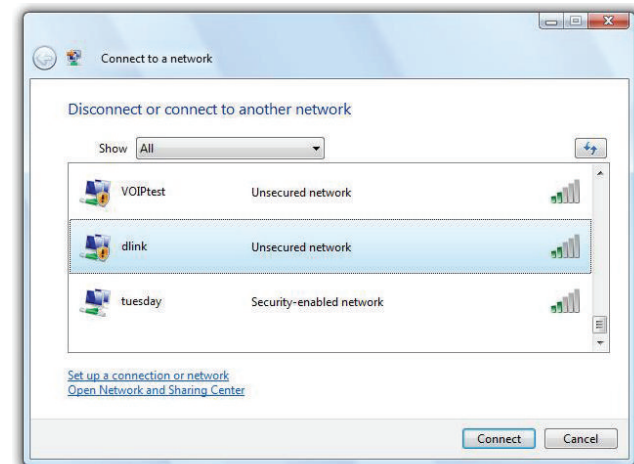 Connect to a network
Disconnect or connect to another network
Show All
VOIPtest Unsecured network
dlink Unsecured network
tuesday Security-enabled network
Set up a connection or network
Open Network and Sharing Center
Connect Cancel